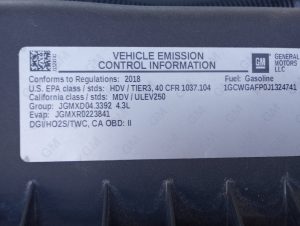 VEHICLE EMISSION
CONTROL INFORMATION
GM
GENERAL
MOTORS
LLC
Conforms to Regulations: 2018
Fuel: Gasoline
U.S. EPA class / stds: HDV / TIER3, 40 CFR 1037.104
1GCWGAFP0J1324741
California class / stds: MDV / ULEV250
Group: JGMXD04.3392 4.3L
Evap: JGMXR0223841
DGI/HO2S/TWC, CA OBD: II